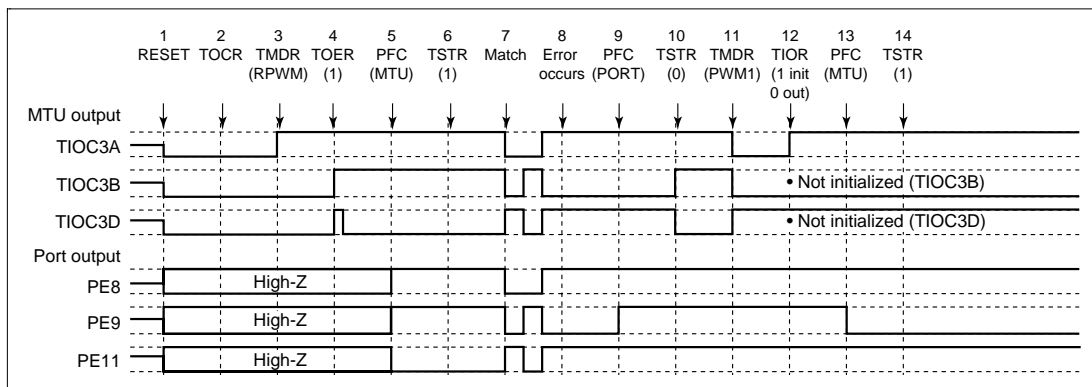 1 2 3 4 5 6 7 8 9 10 11 12 13 14
RESET TOCR TMDR TOER PFC TSTR Match Error PFC TSTR TMDR TIOR PFC TSTR
(RPWM) (1) (MTU) (1) occurs (PORT) (0) (PWM1) (1 init (MTU) (1)
0 out)
MTU output
TIOC3A
TIOC3B • Not initialized (TIOC3B)
TIOC3D • Not initialized (TIOC3D)
Port output
PE8 High-Z
PE9 High-Z
PE11 High-Z